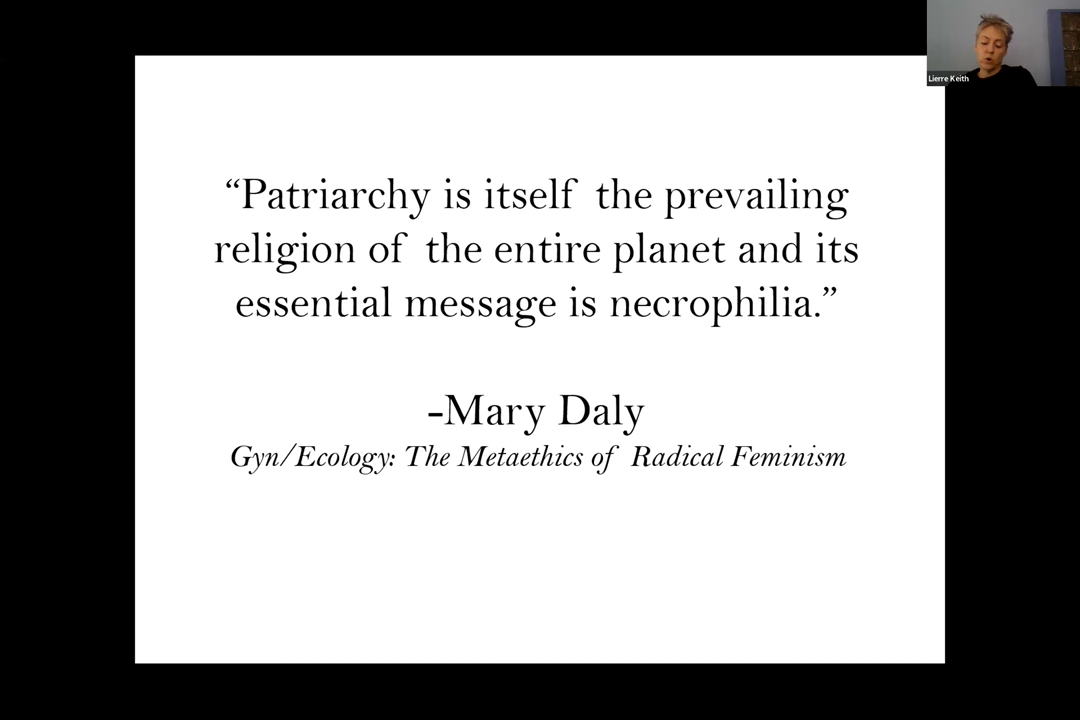 Lierre Keith
“Patriarchy is itself the prevailing
religion of the entire planet and its
essential message is necrophilia.”
-Mary Daly
Gyn/Ecology: The Metaethics of Radical Feminism